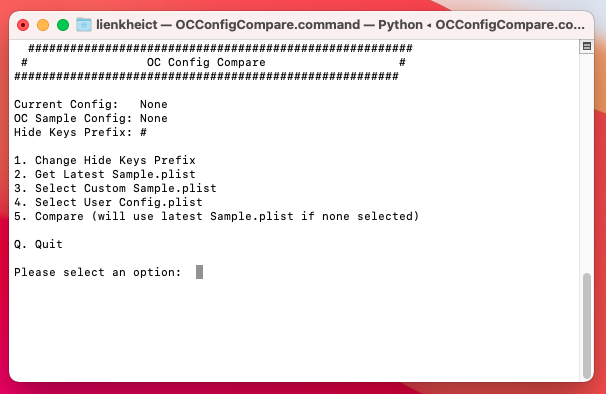 lienkheict — OCConfigCompare.command — Python ◂ OCConfigCompare.co...
#######################################################
# OC Config Compare #
#######################################################
Current Config: None
OC Sample Config: None
Hide Keys Prefix: #
1. Change Hide Keys Prefix
2. Get Latest Sample.plist
3. Select Custom Sample.plist
4. Select User Config.plist
5. Compare (will use latest Sample.plist if none selected)
Q. Quit
Please select an option: